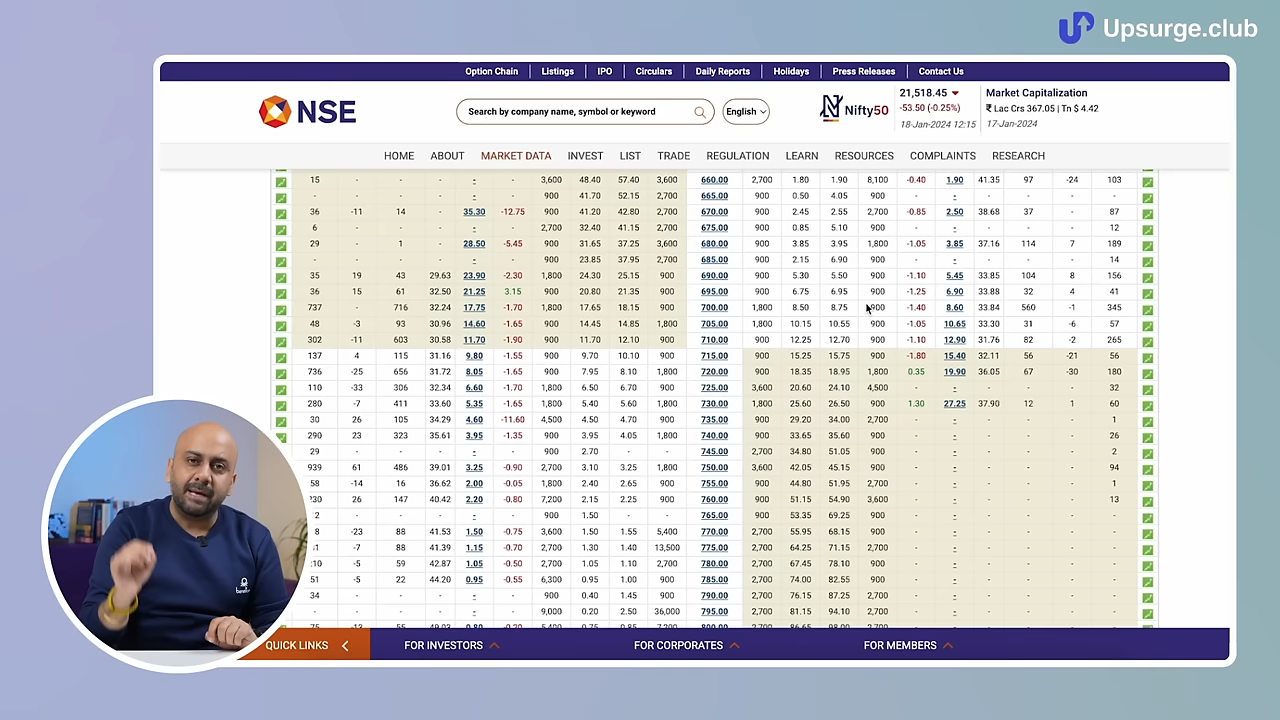 Upsurge.club
Option Chain Listings IPO Circulars Daily Reports Holidays Press Releases Contact Us
NSE
Search by company name, symbol or keyword
English
Nifty50
21,518.45
-53.50 (-0.25%)
18-Jan-2024 12:15
Market Capitalization
₹ Lac Crs 367.05 | Tn $ 4.42
17-Jan-2024
HOME ABOUT MARKET DATA INVEST LIST TRADE REGULATION LEARN RESOURCES COMPLAINTS RESEARCH
15 - - - - - 3,600 48.40 57.40 3,600 660.00 2,700 1.80 1.90 8,100 -0.40 1.90 41.35 97 -24 103
- - - - - - 900 41.70 52.15 2,700 665.00 900 0.50 4.05 900 - - - - - -
36 -11 14 - 35.30 -12.75 900 41.20 42.80 2,700 670.00 900 2.45 2.55 2,700 -0.85 2.50 38.68 37 - 87
6 - - - - - 2,700 32.40 41.15 2,700 675.00 900 0.85 5.10 900 - - - - - 12
29 - 1 - 28.50 -5.45 900 31.65 37.25 3,600 680.00 900 3.85 3.95 1,800 -1.05 3.85 37.16 114 7 189
- - - - - - 900 23.85 37.95 2,700 685.00 900 2.15 6.90 900 - - - - - 14
35 19 43 29.63 23.90 -2.30 1,800 24.30 25.15 900 690.00 900 5.30 5.50 900 -1.10 5.45 33.85 104 8 156
36 15 61 32.50 21.25 3.15 900 20.80 21.35 900 695.00 900 6.75 6.95 900 -1.25 6.90 33.88 32 4 41
737 - 716 32.24 17.75 -1.70 1,800 17.65 18.15 900 700.00 1,800 8.50 8.75 900 -1.40 8.60 33.84 560 -1 345
48 -3 93 30.96 14.60 -1.65 900 14.45 14.85 1,800 705.00 1,800 10.15 10.55 900 -1.05 10.65 33.30 31 -6 57
302 -11 603 30.58 11.70 -1.90 900 11.70 12.10 900 710.00 900 12.25 12.70 900 -1.10 12.90 31.76 82 -2 265
137 4 115 31.16 9.80 -1.55 900 9.70 10.10 900 715.00 900 15.25 15.75 900 -1.80 15.40 32.11 56 -21 56
736 -25 656 31.72 8.05 -1.65 900 7.95 8.10 1,800 720.00 900 18.35 18.95 1,800 0.35 19.90 36.05 67 -30 180
110 -33 306 32.34 6.60 -1.70 1,800 6.50 6.70 900 725.00 3,600 20.60 24.10 4,500 - - - - - 32
280 -7 411 33.60 5.35 -1.65 1,800 5.40 5.60 1,800 730.00 1,800 25.60 26.50 900 1.30 27.25 37.90 12 1 60
30 26 105 34.29 4.60 -11.60 4,500 4.50 4.70 900 735.00 900 29.20 34.00 2,700 - - - - - 1
290 23 323 35.61 3.95 -1.35 900 3.95 4.05 1,800 740.00 900 33.65 35.60 900 - - - - - 26
29 - - - - - 900 2.70 - - 745.00 2,700 34.80 51.05 900 - - - - - 2
939 61 486 39.01 3.25 -0.90 2,700 3.10 3.25 1,800 750.00 3,600 42.05 45.15 900 - - - - - 94
58 -14 16 36.62 2.00 -0.05 1,800 2.40 2.65 900 755.00 900 44.80 51.95 2,700 - - - - - 1
26 147 40.42 2.20 -0.80 7,200 2.15 2.25 900 760.00 900 51.15 54.90 3,600 - - - - - 13
2 - - - - - 900 1.50 - - 765.00 900 53.35 69.25 900 - - - - - -
8 -23 88 41.53 1.50 -0.75 3,600 1.50 1.55 5,400 770.00 2,700 55.95 68.15 900 - - - - - -
-7 88 41.39 1.15 -0.70 2,700 1.30 1.40 13,500 775.00 2,700 64.25 71.15 2,700 - - - - - -
10 -5 59 42.87 1.05 -0.50 2,700 1.05 1.10 2,700 780.00 2,700 67.45 78.10 900 - - - - - -
51 -5 22 44.20 0.95 -0.55 6,300 0.95 1.00 900 785.00 2,700 74.00 82.55 900 - - - - - -
34 - - - - - 900 0.40 1.45 900 790.00 2,700 76.15 87.25 2,700 - - - - - -
- - - - - - 9,000 0.20 2.50 36,000 795.00 2,700 81.15 94.10 2,700 - - - - - -
QUICK LINKS FOR INVESTORS FOR CORPORATES FOR MEMBERS